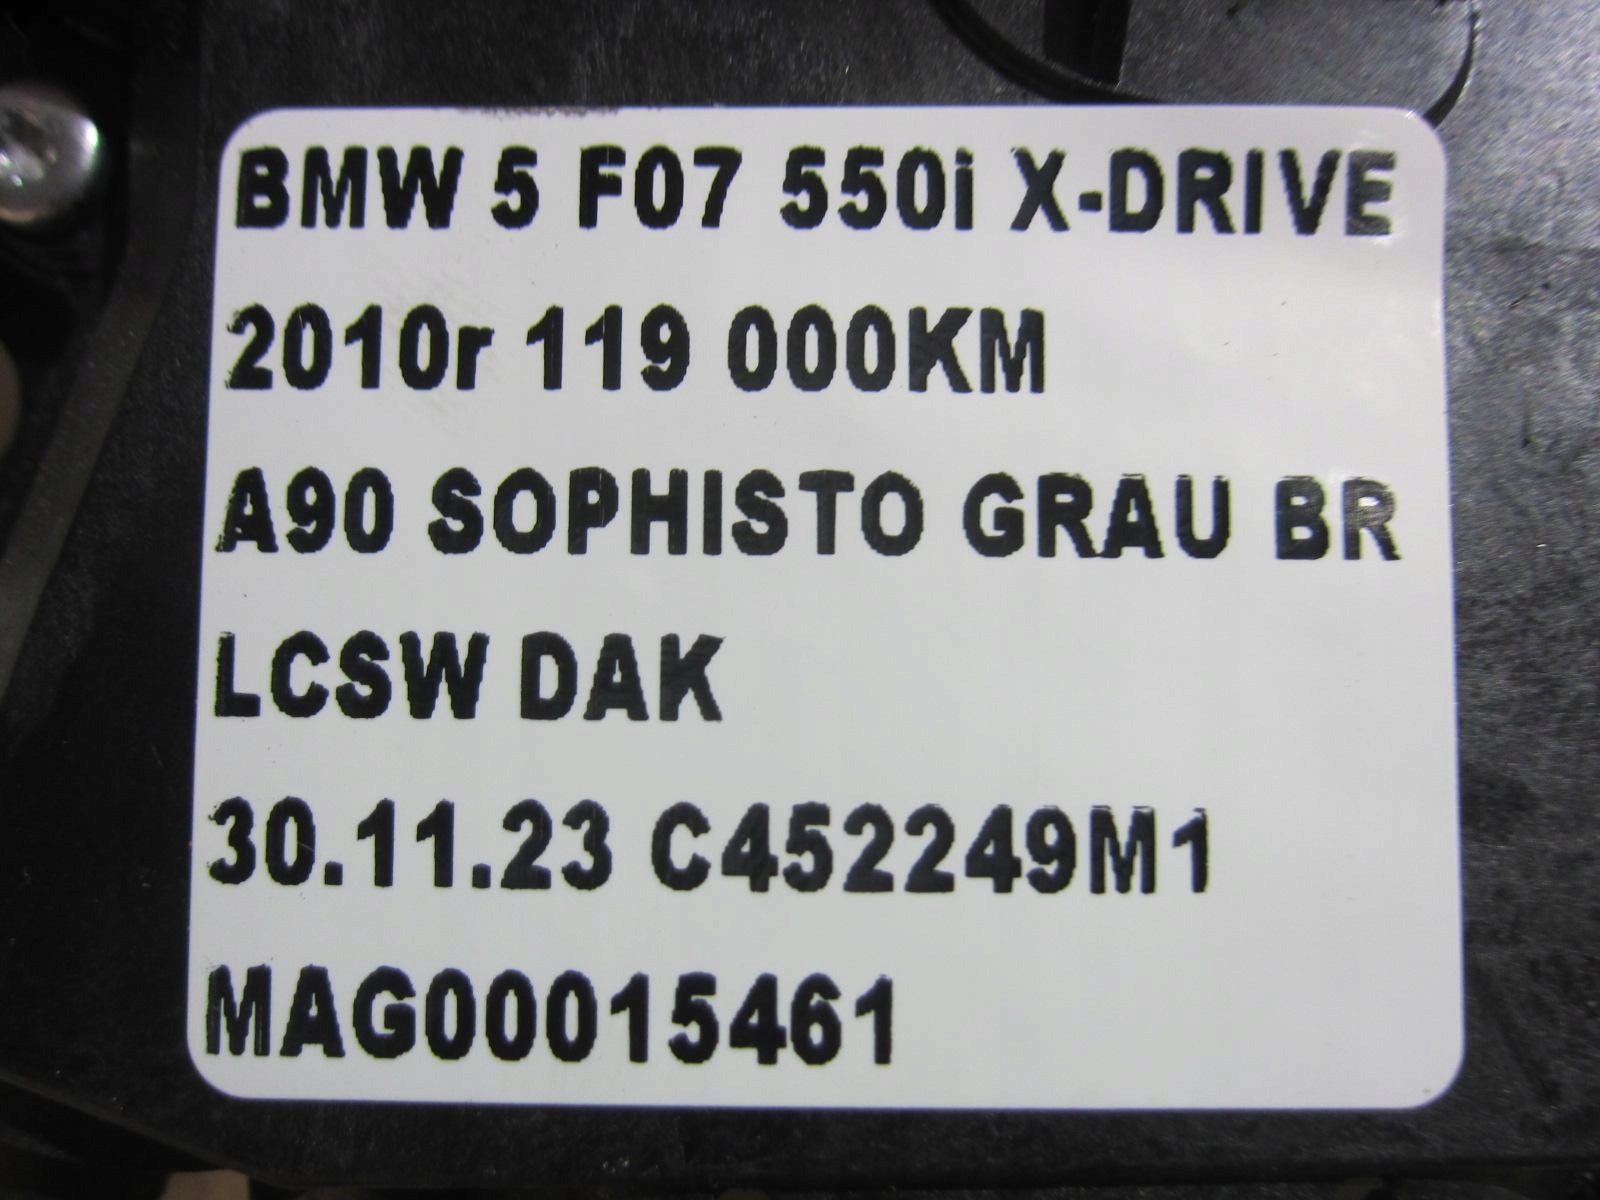 BMW 5 F07 550i X-DRIVE
2010r 119 000KM
A90 SOPHISTO GRAU BR
LCSW DAK
30.11.23 C452249M1
MAG00015461